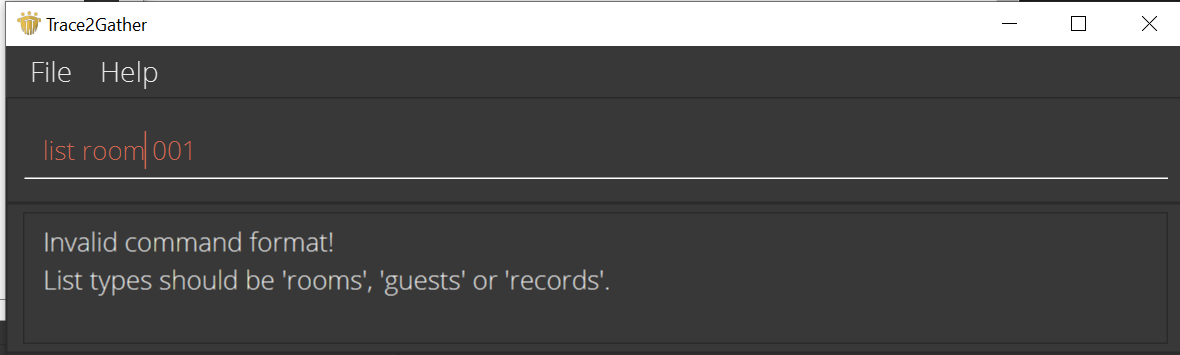 Trace2Gather
File Help
list room 001
Invalid command format!
List types should be 'rooms', 'guests' or 'records'.